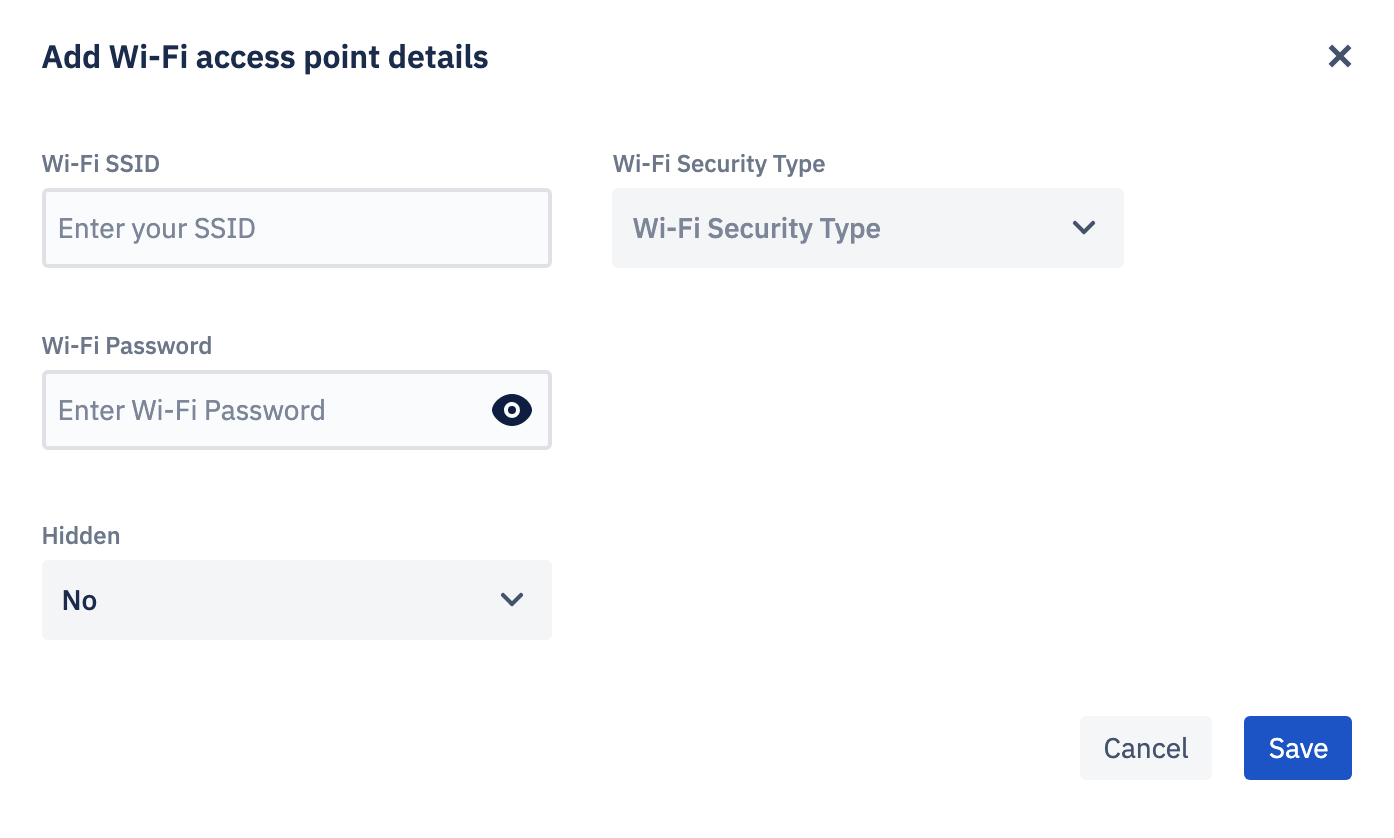 Add Wi-Fi access point details
Wi-Fi SSID
Enter your SSID
Wi-Fi Security Type
Wi-Fi Security Type
Wi-Fi Password
Enter Wi-Fi Password
Hidden
No
Cancel
Save